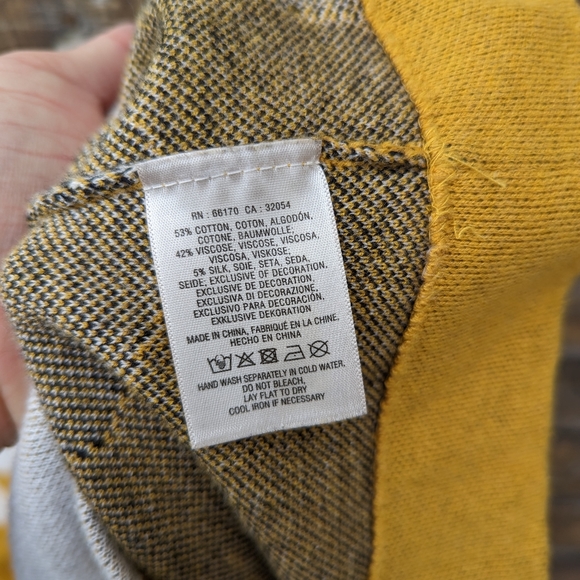 RN : 66170 CA : 32054
53% COTTON, COTON, ALGODÓN,
COTONE, BAUMWOLLE;
42% VISCOSE, VISCOSE, VISCOSA,
VISCOSA, VISKOSE;
5% SILK, SOIE, SETA, SEDA,
SEIDE, EXCLUSIVE OF DECORATION.
EXCLUSIVE DE DECORATION.
EXCLUSIVA DI DECORAZIONE.
EXCLUSIVO PARA DECORACIÓN.
EXKLUSIVE DEKORATION
MADE IN CHINA, FABRIQUÉ EN LA CHINE.
HECHO EN CHINA
HAND WASH SEPARATELY IN COLD WATER.
DO NOT BLEACH,
LAY FLAT TO DRY
COOL IRON IF NECESSARY